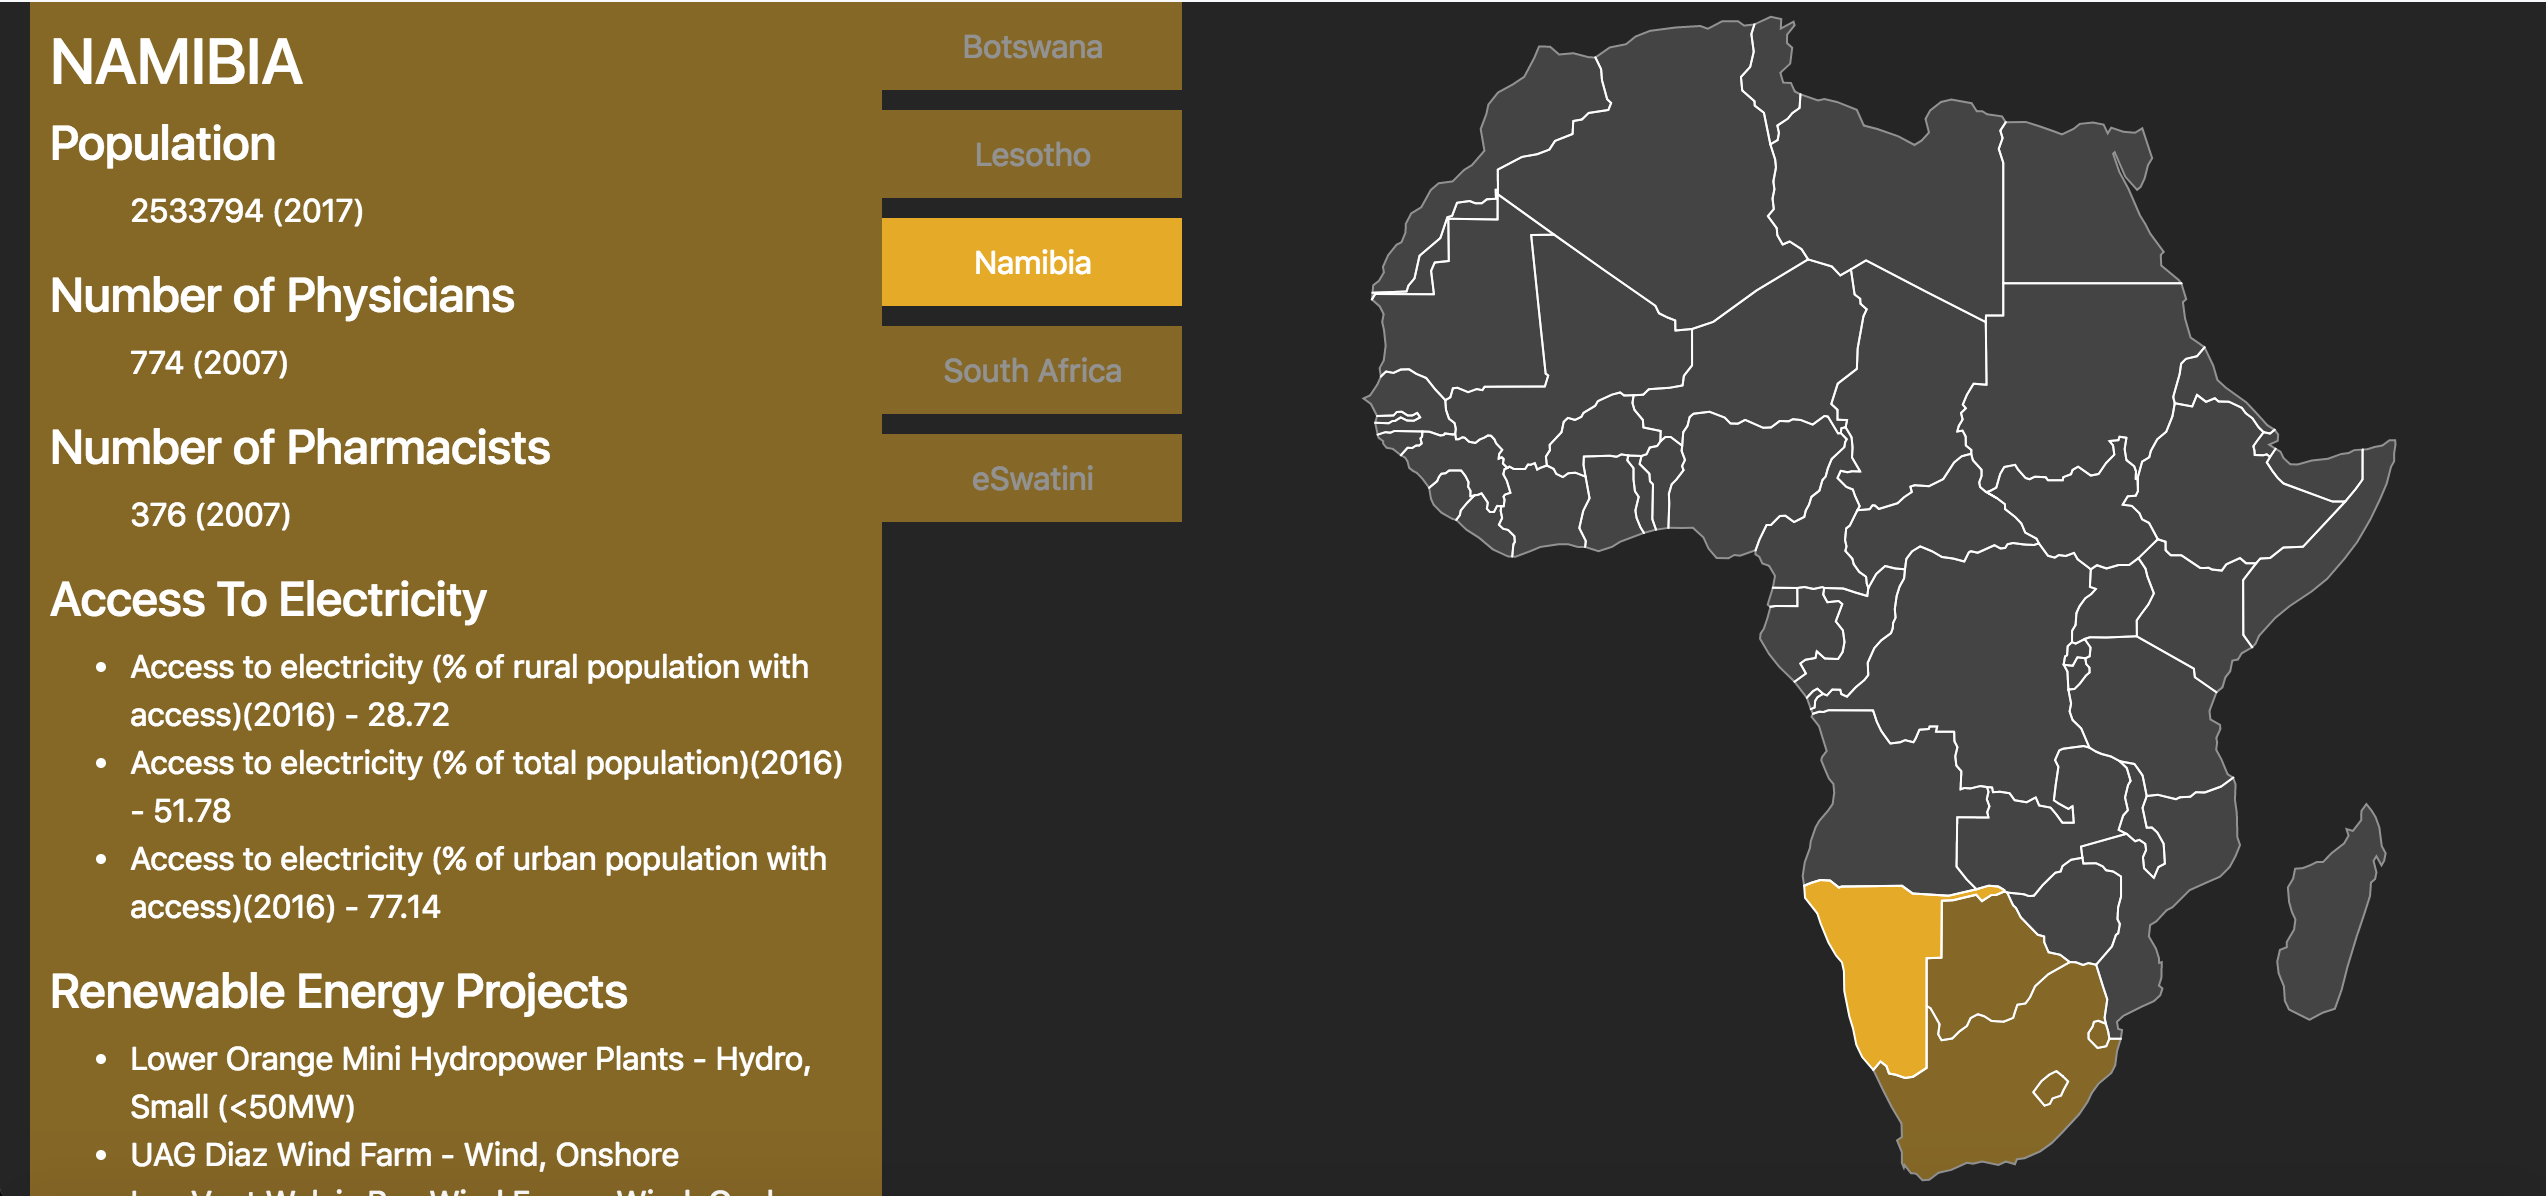 NAMIBIA
Population
2533794 (2017)
Number of Physicians
774 (2007)
Number of Pharmacists
376 (2007)
Access To Electricity
• Access to electricity (% of rural population with
access)(2016) - 28.72
• Access to electricity (% of total population)(2016)
- 51.78
• Access to electricity (% of urban population with
access)(2016) - 77.14
Renewable Energy Projects
• Lower Orange Mini Hydropower Plants - Hydro,
Small (<50MW)
• UAG Diaz Wind Farm - Wind, Onshore
Botswana
Lesotho
Namibia
South Africa
eSwatini